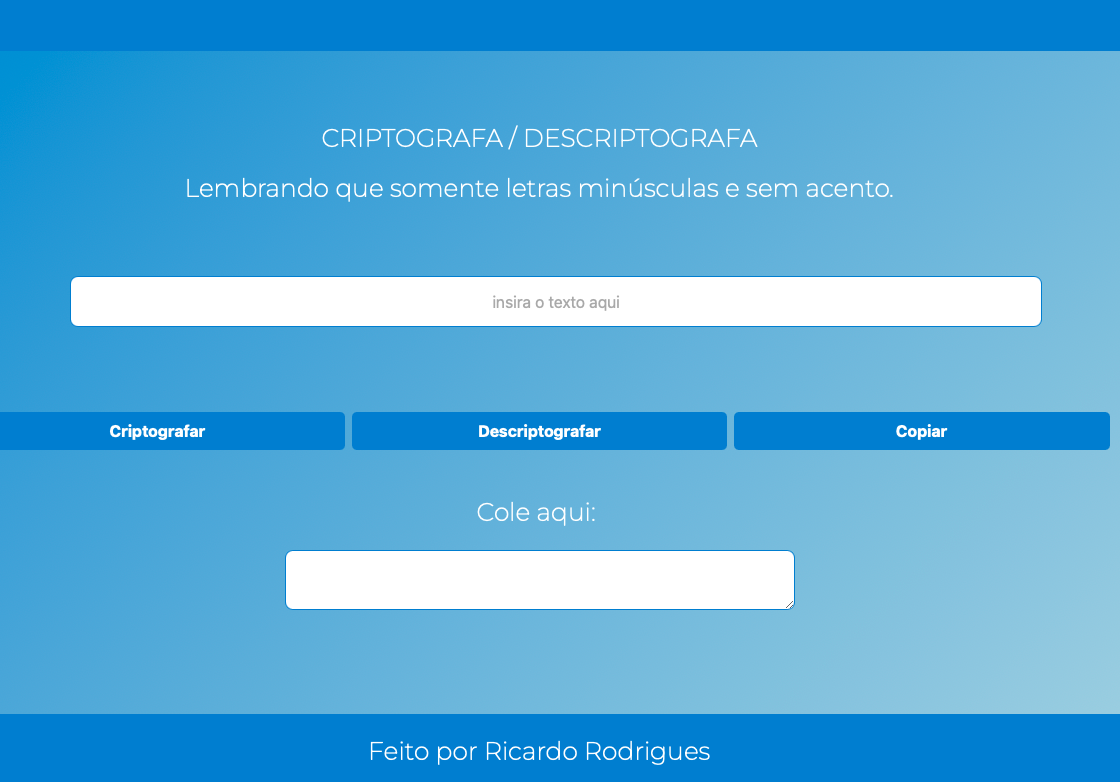 CRIPTOGRAFA / DESCRIPTOGRAFA
Lembrando que somente letras minúsculas e sem acento.
insira o texto aqui
Criptografar
Descriptografar
Copiar
Cole aqui:
Feito por Ricardo Rodrigues